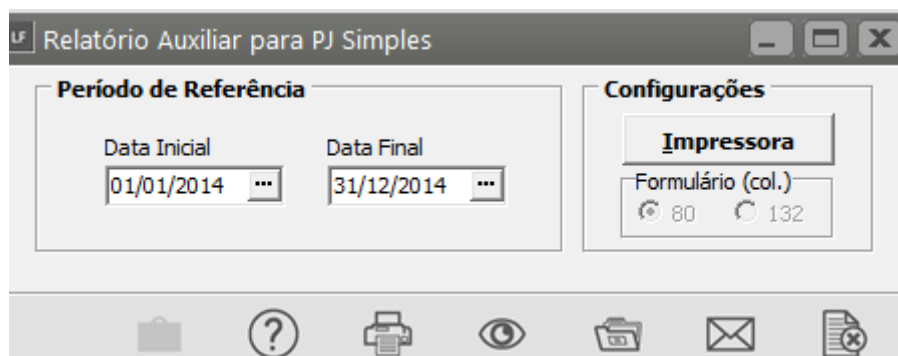 LF Relatório Auxiliar para PJ Simples
Período de Referência
Data Inicial Data Final
01/01/2014 ... 31/12/2014 ...
Configurações
Impressora
Formulário (col.)
80 132
?